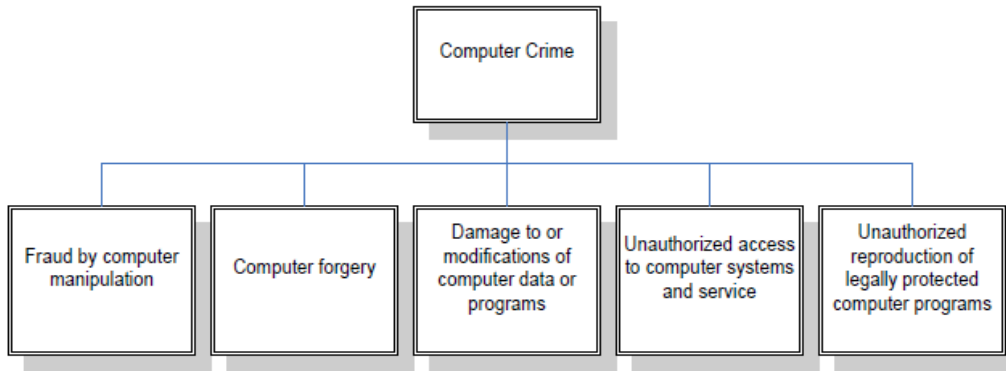 Computer Crime
Fraud by computer
manipulation
Computer forgery
Damage to or
modifications of
computer data or
programs
Unauthorized access
to computer systems
and service
Unauthorized
reproduction of
legally protected
computer programs